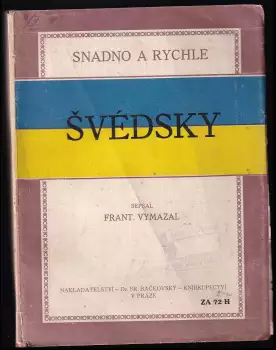 SNADNO A RYCHLE
ŠVÉDSKY
SEPSAL
FRANT. VYMAZAL
NAKLADATELSTVÍ – Dr. FR. BAČKOVSKÝ – KNIHKUPECTVÍ
V PRAZE
ZA 72 H